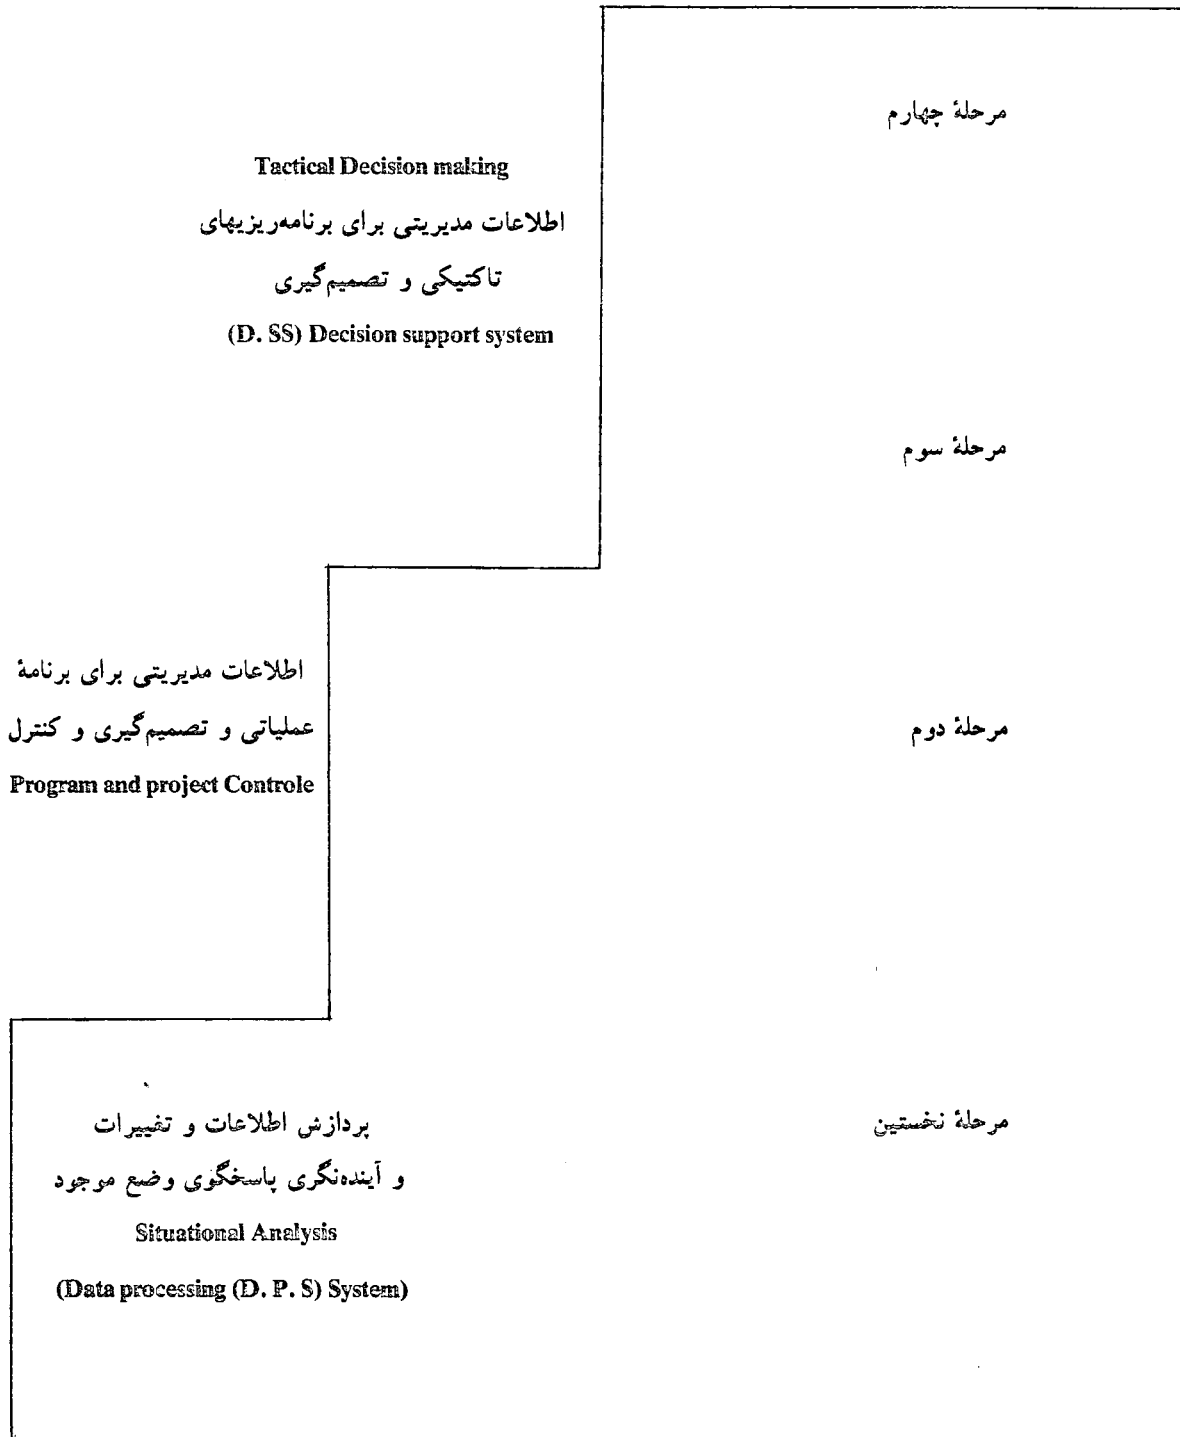 مرحلهٔ چهارم
Tactical Decision making
اطلاعات مدیریتی برای برنامه‌ریزیهای
تاکتیکی و تصمیم‌گیری
(D. SS) Decision support system
مرحلهٔ سوم
اطلاعات مدیریتی برای برنامهٔ
عملیاتی و تصمیم‌گیری و کنترل
Program and project Controle
مرحلهٔ دوم
مرحلهٔ نخستین
پردازش اطلاعات و تغییرات
و آینده‌نگری پاسخگوی وضع موجود
Situational Analysis
(Data processing (D. P. S) System)